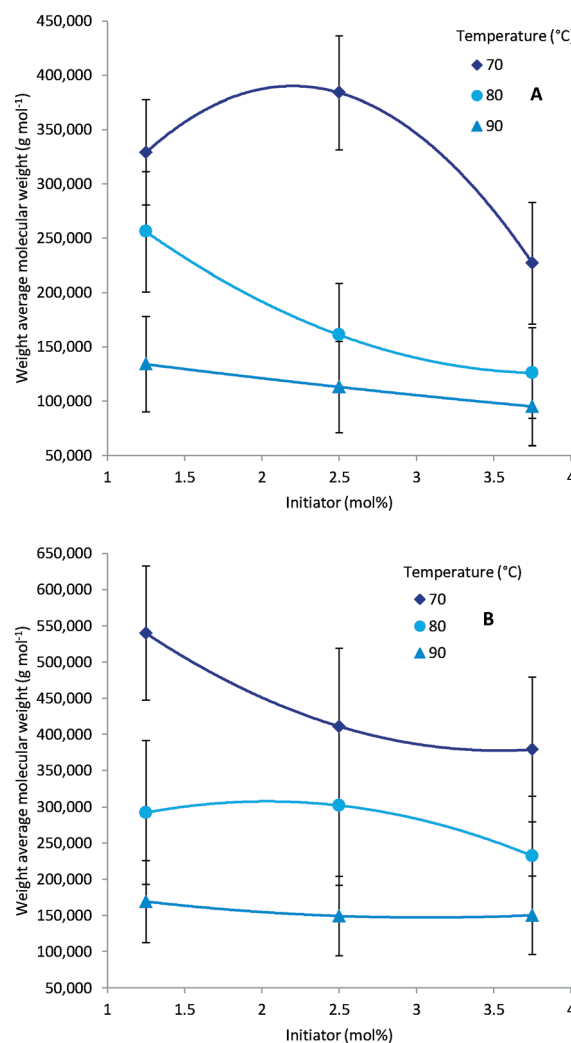 450,000
400,000
350,000
300,000
250,000
200,000
150,000
100,000
50,000
Weight average molecular weight (g mol⁻¹)
Temperature (°C)
70
80
90
A
1 1.5 2 2.5 3 3.5 4
Initiator (mol%)
650,000
600,000
550,000
500,000
450,000
400,000
350,000
300,000
250,000
200,000
150,000
100,000
50,000
Weight average molecular weight (g mol⁻¹)
Temperature (°C)
70
80
90
B
1 1.5 2 2.5 3 3.5 4
Initiator (mol%)